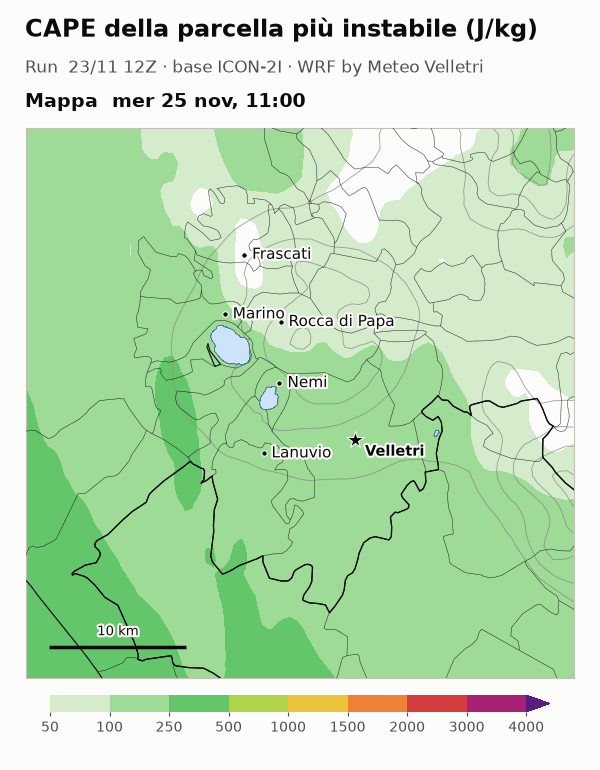 CAPE della parcella più instabile (J/kg)
Run  23/11 12Z · base ICON-2I · WRF by Meteo Velletri
Mappa  mer 25 nov, 11:00
Frascati
Marino
Rocca di Papa
Nemi
Velletri
Lanuvio
10 km
50 100 250 500 1000 1500 2000 3000 4000